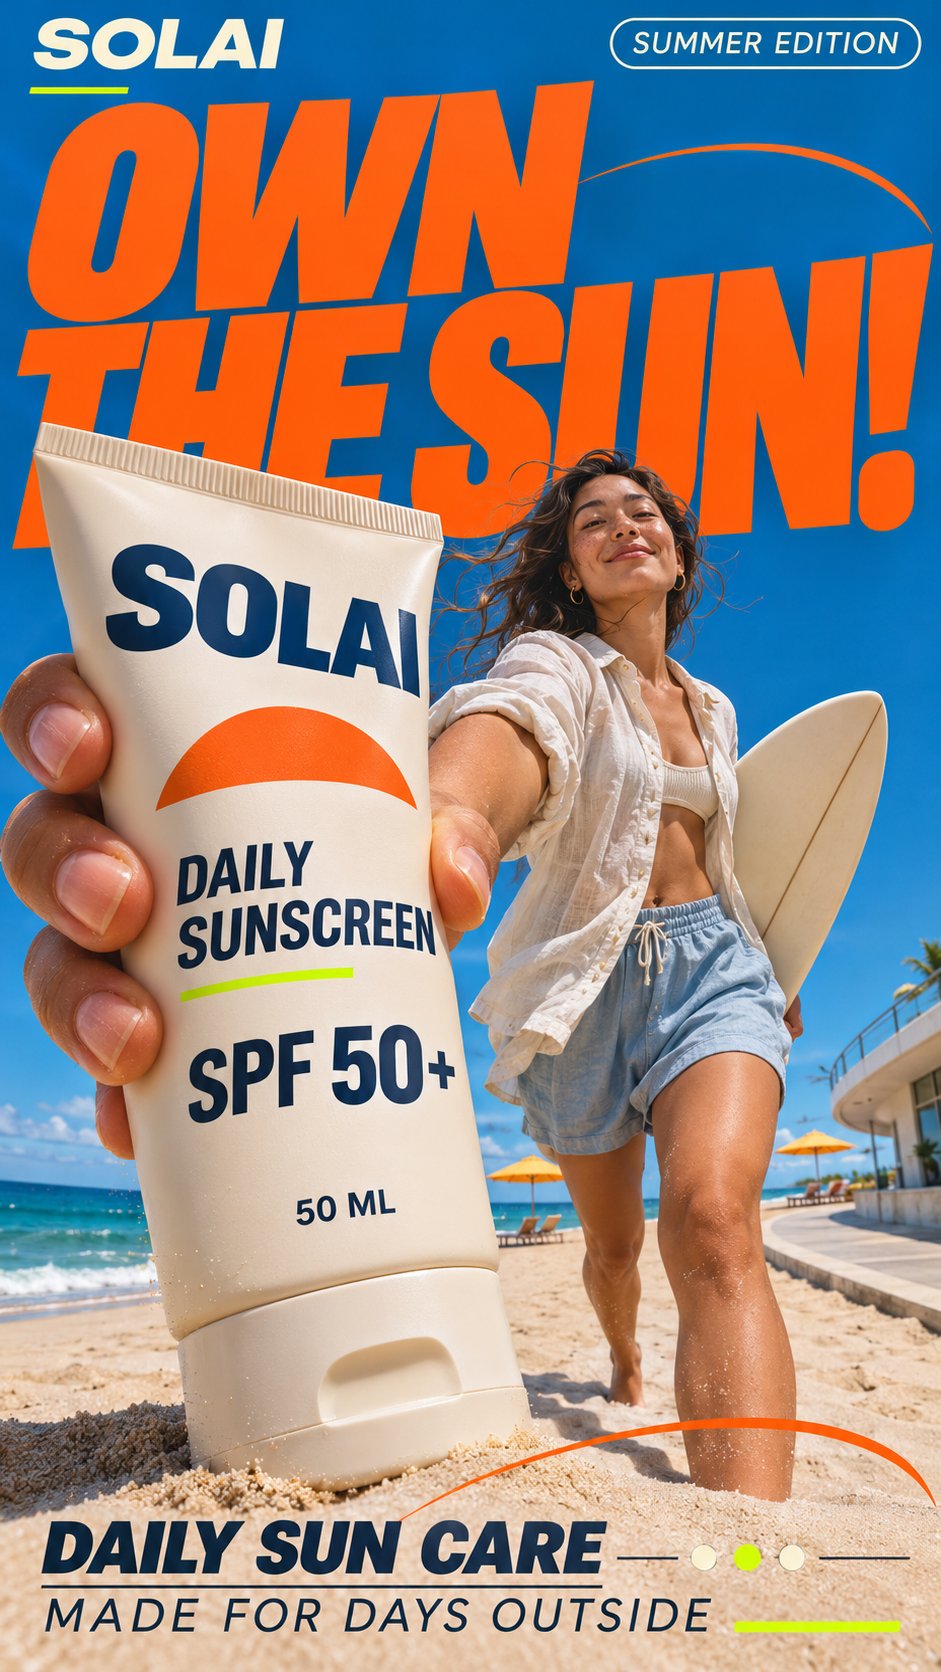 SOLAI
SUMMER EDITION
OWN
THE SUN!
SOLAI
DAILY
SUNSCREEN
SPF 50+
50 ML
DAILY SUN CARE
MADE FOR DAYS OUTSIDE